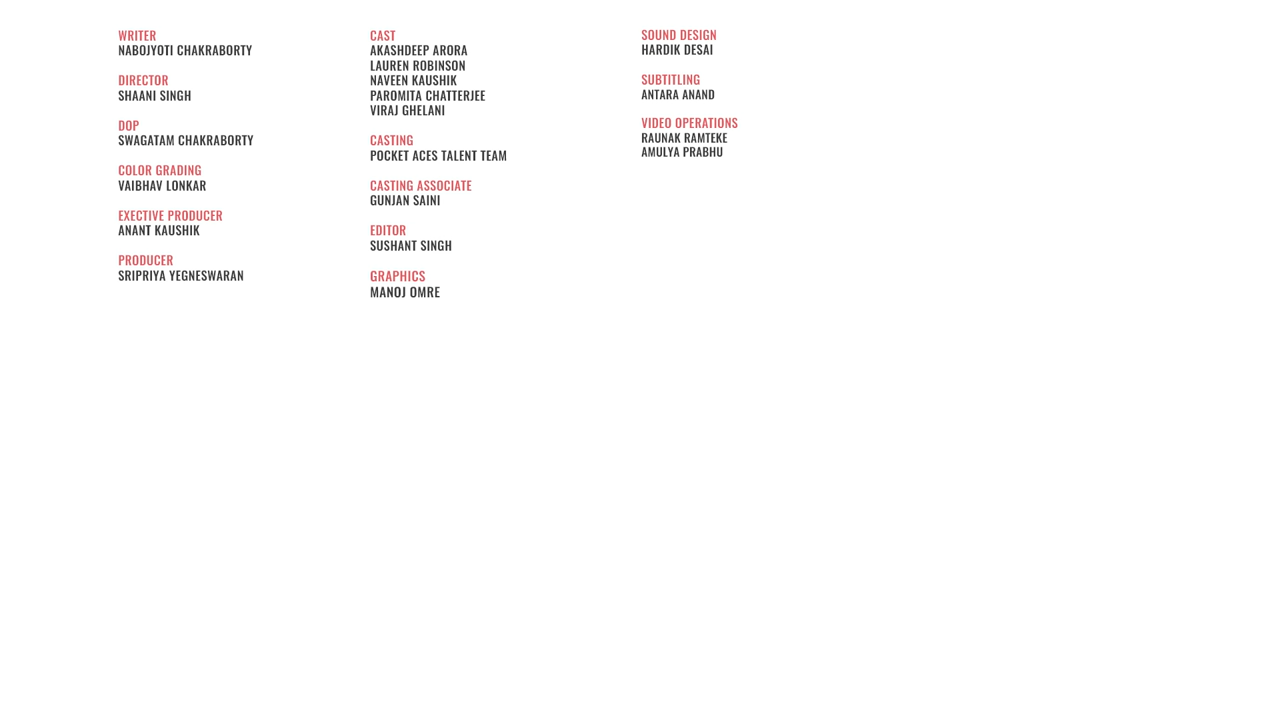 WRITER
NABOJYOTI CHAKRABORTY
DIRECTOR
SHAANI SINGH
DOP
SWAGATAM CHAKRABORTY
COLOR GRADING
VAIBHAV LONKAR
EXECTIVE PRODUCER
ANANT KAUSHIK
PRODUCER
SRIPRIYA YEGNESWARAN
CAST
AKASHDEEP ARORA
LAUREN ROBINSON
NAVEEN KAUSHIK
PAROMITA CHATTERJEE
VIRAJ GHELANI
CASTING
POCKET ACES TALENT TEAM
CASTING ASSOCIATE
GUNJAN SAINI
EDITOR
SUSHANT SINGH
GRAPHICS
MANOJ OMRE
SOUND DESIGN
HARDIK DESAI
SUBTITLING
ANTARA ANAND
VIDEO OPERATIONS
RAUNAK RAMTEKE
AMULYA PRABHU